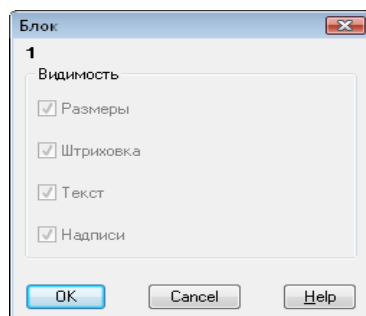 Блок
1
Видимость
Размеры
Штриховка
Текст
Надписи
OK Cancel Help